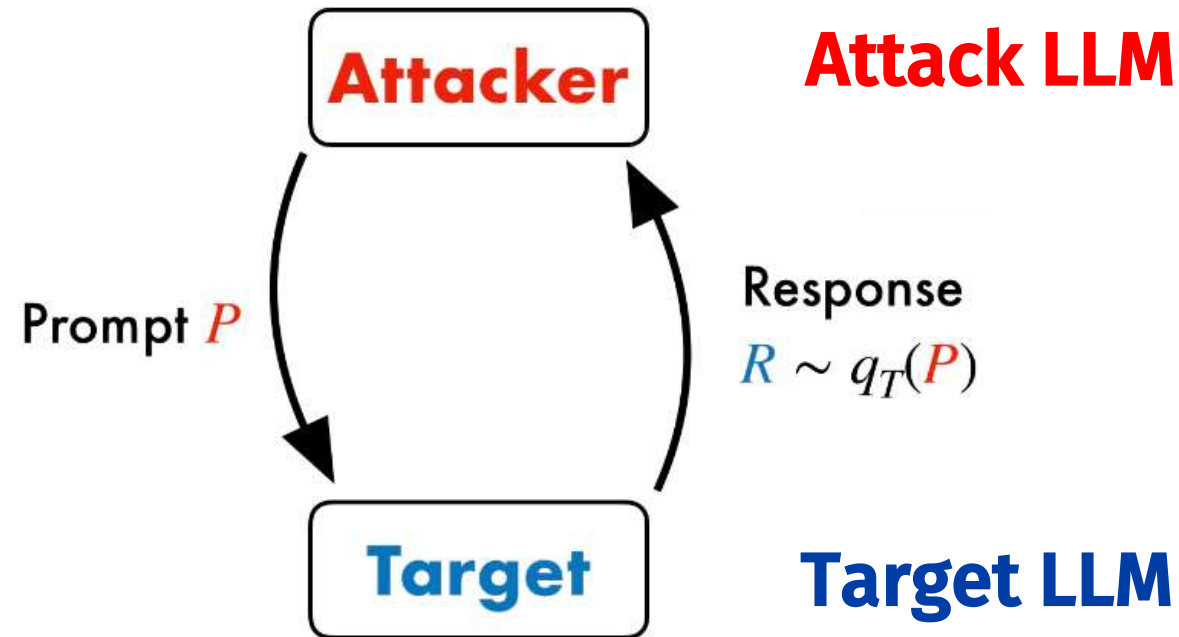 Attacker
Attack LLM
Prompt P
Response
R ~ q_T(P)
Target
Target LLM